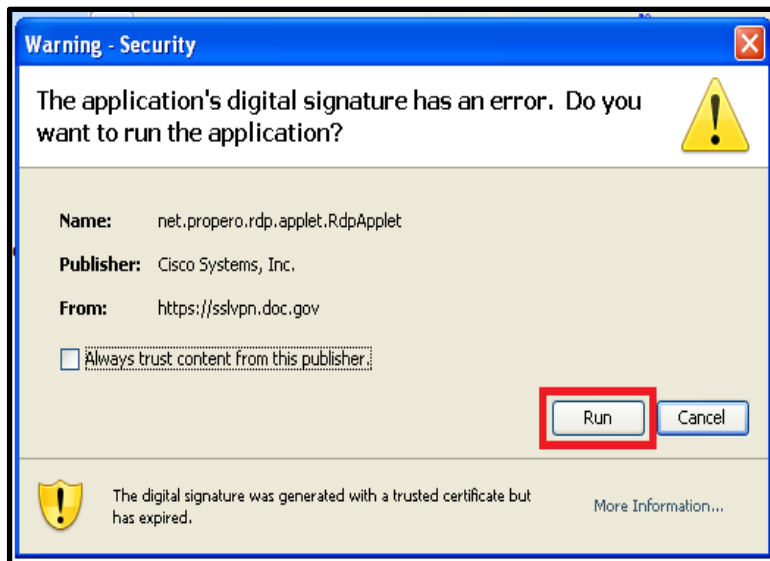 Warning - Security
The application's digital signature has an error. Do you
want to run the application?
Name: net.propero.rdp.applet.RdpApplet
Publisher: Cisco Systems, Inc.
From: https://sslvpn.doc.gov
Always trust content from this publisher.
Run Cancel
The digital signature was generated with a trusted certificate but
has expired.
More Information...